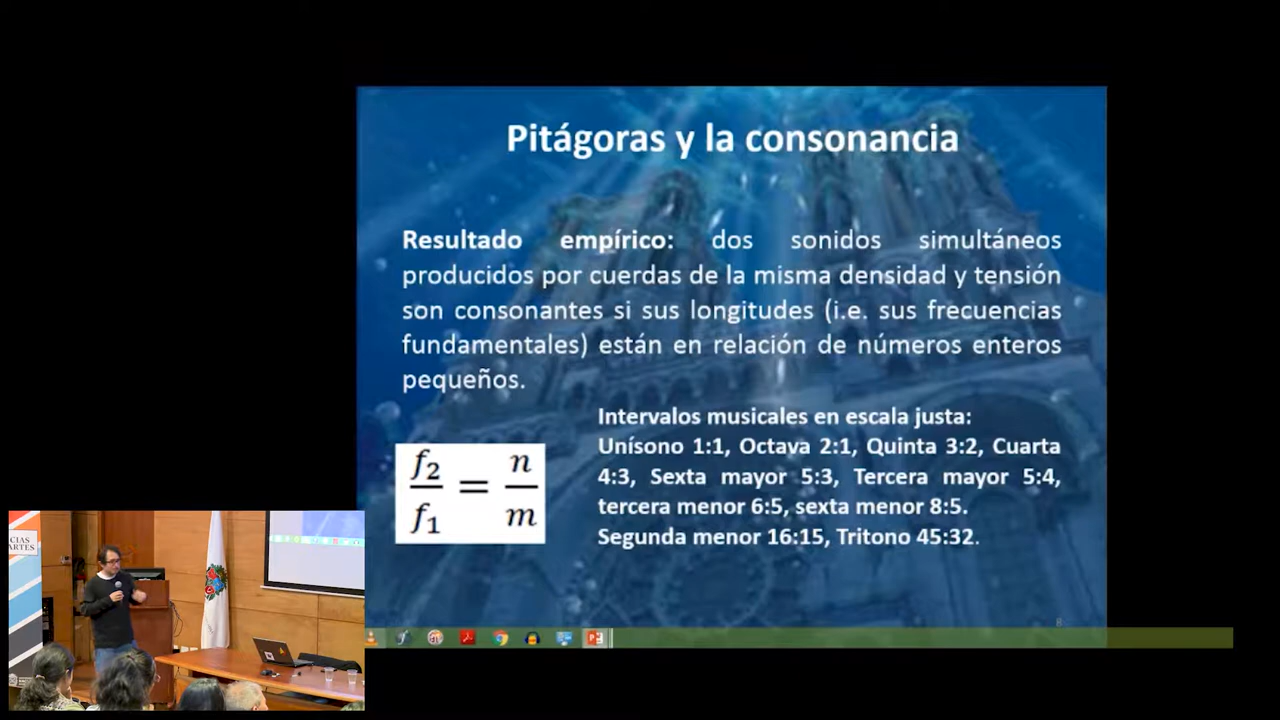 Pitágoras y la consonancia
Resultado empírico: dos sonidos simultáneos
producidos por cuerdas de la misma densidad y tensión
son consonantes si sus longitudes (i.e. sus frecuencias
fundamentales) están en relación de números enteros
pequeños.
Intervalos musicales en escala justa:
Unísono 1:1, Octava 2:1, Quinta 3:2, Cuarta
4:3, Sexta mayor 5:3, Tercera mayor 5:4,
tercera menor 6:5, sexta menor 8:5.
Segunda menor 16:15, Tritono 45:32.
f2/f1 = n/m
8
CIAS
ARTES